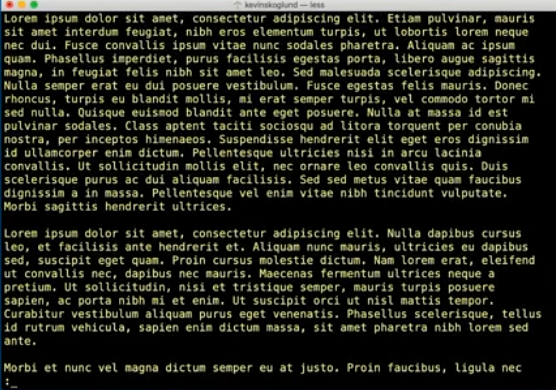 kevinskoglund — less
Lorem ipsum dolor sit amet, consectetur adipiscing elit. Etiam pulvinar, mauris
sit amet interdum feugiat, nibh eros elementum turpis, ut lobortis lorem neque
nec dui. Fusce convallis ipsum vitae nunc sodales pharetra. Aliquam ac ipsum
quam. Phasellus imperdiet, purus facilisis egestas porta, libero augue sagittis
magna, in feugiat felis nibh sit amet leo. Sed malesuada scelerisque adipiscing.
Nulla semper erat eu dui posuere vestibulum. Fusce egestas felis mauris. Donec
rhoncus, turpis eu blandit mollis, mi erat semper turpis, vel commodo tortor mi
sed nulla. Quisque euismod blandit ante eget posuere. Nulla at massa id est
pulvinar sodales. Class aptent taciti sociosqu ad litora torquent per conubia
nostra, per inceptos himenaeos. Suspendisse hendrerit elit eget eros dignissim
id ullamcorper enim dictum. Pellentesque ultricies nisi in arcu lacinia
convallis. Ut sollicitudin mollis elit, nec ornare leo convallis quis. Duis
scelerisque purus ac dui aliquam facilisis. Sed sed metus vitae quam faucibus
dignissim a in massa. Pellentesque vel enim vitae nibh tincidunt vulputate.
Morbi sagittis hendrerit ultrices.
Lorem ipsum dolor sit amet, consectetur adipiscing elit. Nulla dapibus cursus
leo, et facilisis ante hendrerit et. Aliquam nunc mauris, ultricies eu dapibus
sed, suscipit eget quam. Proin cursus molestie dictum. Nam lorem erat, eleifend
ut convallis nec, dapibus nec mauris. Maecenas fermentum ultrices neque a
pretium. Ut sollicitudin, nisi et tristique semper, mauris turpis posuere
sapien, ac porta nibh mi et enim. Ut suscipit orci ut nisl mattis tempor.
Curabitur vestibulum aliquam purus eget venenatis. Phasellus scelerisque, tellus
id rutrum vehicula, sapien enim dictum massa, sit amet pharetra nibh lorem sed
ante.
Morbi et nunc vel magna dictum semper eu at justo. Proin faucibus, ligula nec
: